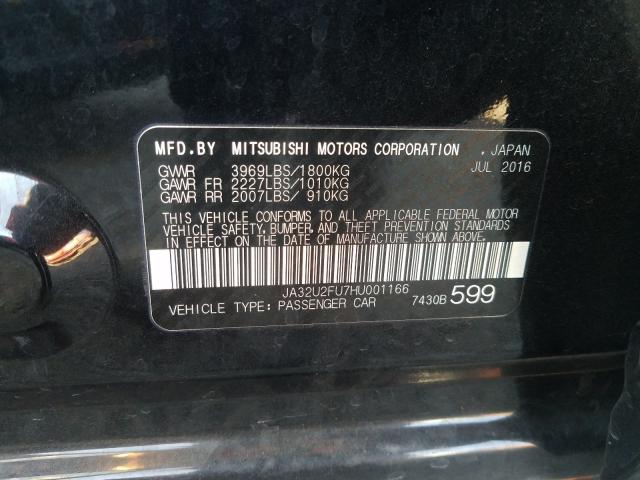 MFD.BY MITSUBISHI MOTORS CORPORATION , JAPAN
GVWR 3969LBS/1800KG JUL 2016
GAWR FR 2227LBS/1010KG
GAWR RR 2007LBS/ 910KG
THIS VEHICLE CONFORMS TO ALL APPLICABLE FEDERAL MOTOR
VEHICLE SAFETY, BUMPER, AND THEFT PREVENTION STANDARDS
IN EFFECT ON THE DATE OF MANUFACTURE SHOWN ABOVE.
JA32U2FU7HU001166
VEHICLE TYPE: PASSENGER CAR 7430B 599